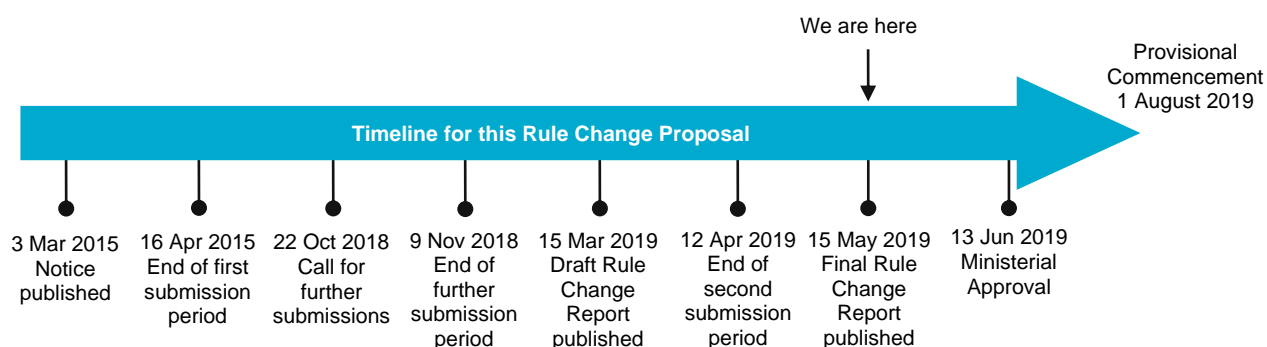 We are here
Provisional
Commencement
1 August 2019
Timeline for this Rule Change Proposal
3 Mar 2015
Notice
published
16 Apr 2015
End of first
submission
period
22 Oct 2018
Call for
further
submissions
9 Nov 2018
End of
further
submission
period
15 Mar 2019
Draft Rule
Change
Report
published
12 Apr 2019
End of
second
submission
period
15 May 2019
Final Rule
Change
Report
published
13 Jun 2019
Ministerial
Approval